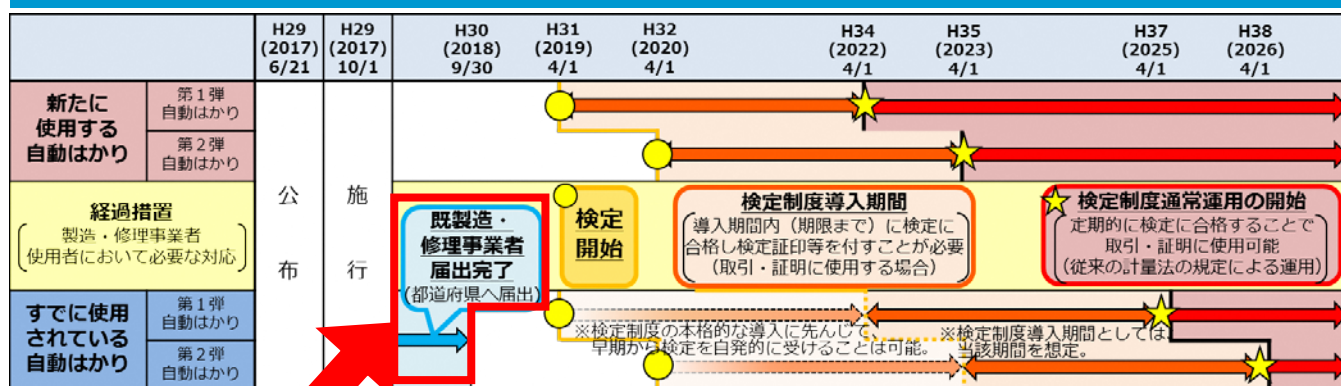 H29 H29 H30 H31 H32 H34 H35 H37 H38
(2017) (2017) (2018) (2019) (2020) (2022) (2023) (2025) (2026)
6/21 10/1 9/30 4/1 4/1 4/1 4/1 4/1 4/1
新たに
使用する
自動はかり
第1弾
自動はかり
第2弾
自動はかり
公
布
施
行
経過措置
製造・修理事業者
使用者において必要な対応
既製造・
修理事業者
届出完了
(都道府県へ届出)
検定
開始
検定制度導入期間
導入期間内(期限まで)に検定に
合格し検定証印等を付すことが必要
(取引・証明に使用する場合)
検定制度通常運用の開始
定期的に検定に合格することで
取引・証明に使用可能
(従来の計量法の規定による運用)
すでに使用
されている
自動はかり
第1弾
自動はかり
第2弾
自動はかり
※検定制度の本格的な導入に先んじて
早期から検定を自発的に受けることは可能。
※検定制度導入期間としては、
当該期間を想定。